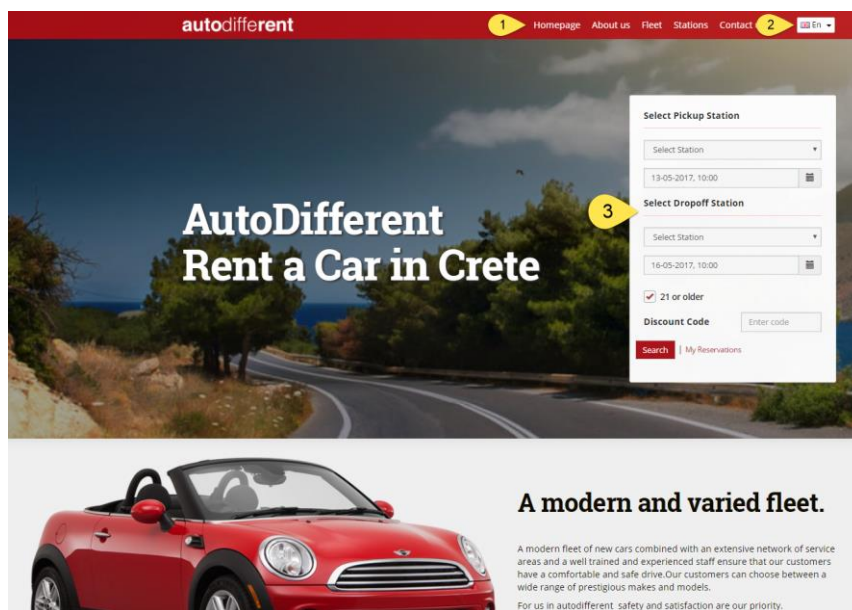 autodifferent
1 Homepage About us Fleet Stations Contact 2 En
Select Pickup Station
Select Station
13-05-2017, 10:00
3 Select Dropoff Station
Select Station
16-05-2017, 10:00
21 or older
Discount Code Enter code
Search | My Reservations
AutoDifferent
Rent a Car in Crete
A modern and varied fleet.
A modern fleet of new cars combined with an extensive network of service
areas and a well trained and experienced staff ensure that our customers
have a comfortable and safe drive.Our customers can choose between a
wide range of prestigious makes and models.
For us in autodifferent safety and satisfaction are our priority.